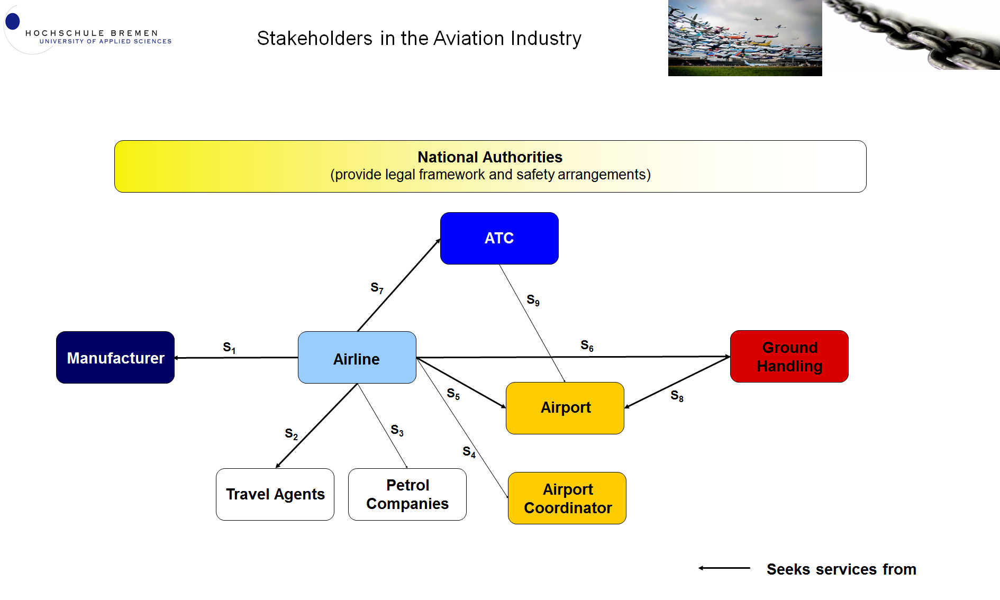 HOCHSCHULE BREMEN
UNIVERSITY OF APPLIED SCIENCES
Stakeholders in the Aviation Industry
National Authorities
(provide legal framework and safety arrangements)
ATC
S7
S9
Manufacturer
S1
Airline
S6
Ground
Handling
S5
Airport
S8
S2
S3
S4
Travel Agents
Petrol
Companies
Airport
Coordinator
Seeks services from